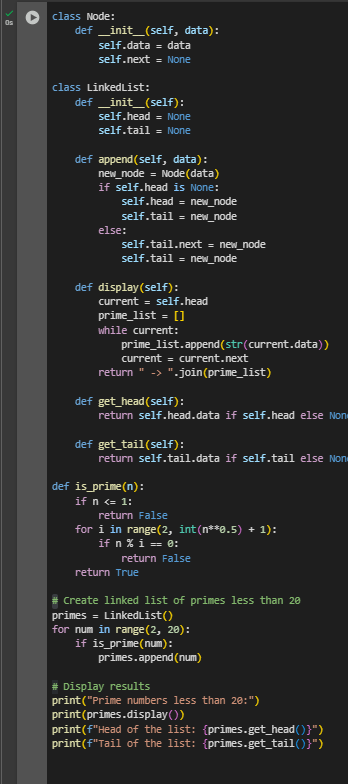 0s
class Node:
    def __init__(self, data):
        self.data = data
        self.next = None

class LinkedList:
    def __init__(self):
        self.head = None
        self.tail = None

    def append(self, data):
        new_node = Node(data)
        if self.head is None:
            self.head = new_node
            self.tail = new_node
        else:
            self.tail.next = new_node
            self.tail = new_node

    def display(self):
        current = self.head
        prime_list = []
        while current:
            prime_list.append(str(current.data))
            current = current.next
        return " -> ".join(prime_list)

    def get_head(self):
        return self.head.data if self.head else Non

    def get_tail(self):
        return self.tail.data if self.tail else Non

def is_prime(n):
    if n <= 1:
        return False
    for i in range(2, int(n**0.5) + 1):
        if n % i == 0:
            return False
    return True

# Create linked list of primes less than 20
primes = LinkedList()
for num in range(2, 20):
    if is_prime(num):
        primes.append(num)

# Display results
print("Prime numbers less than 20:")
print(primes.display())
print(f"Head of the list: {primes.get_head()}")
print(f"Tail of the list: {primes.get_tail()}")